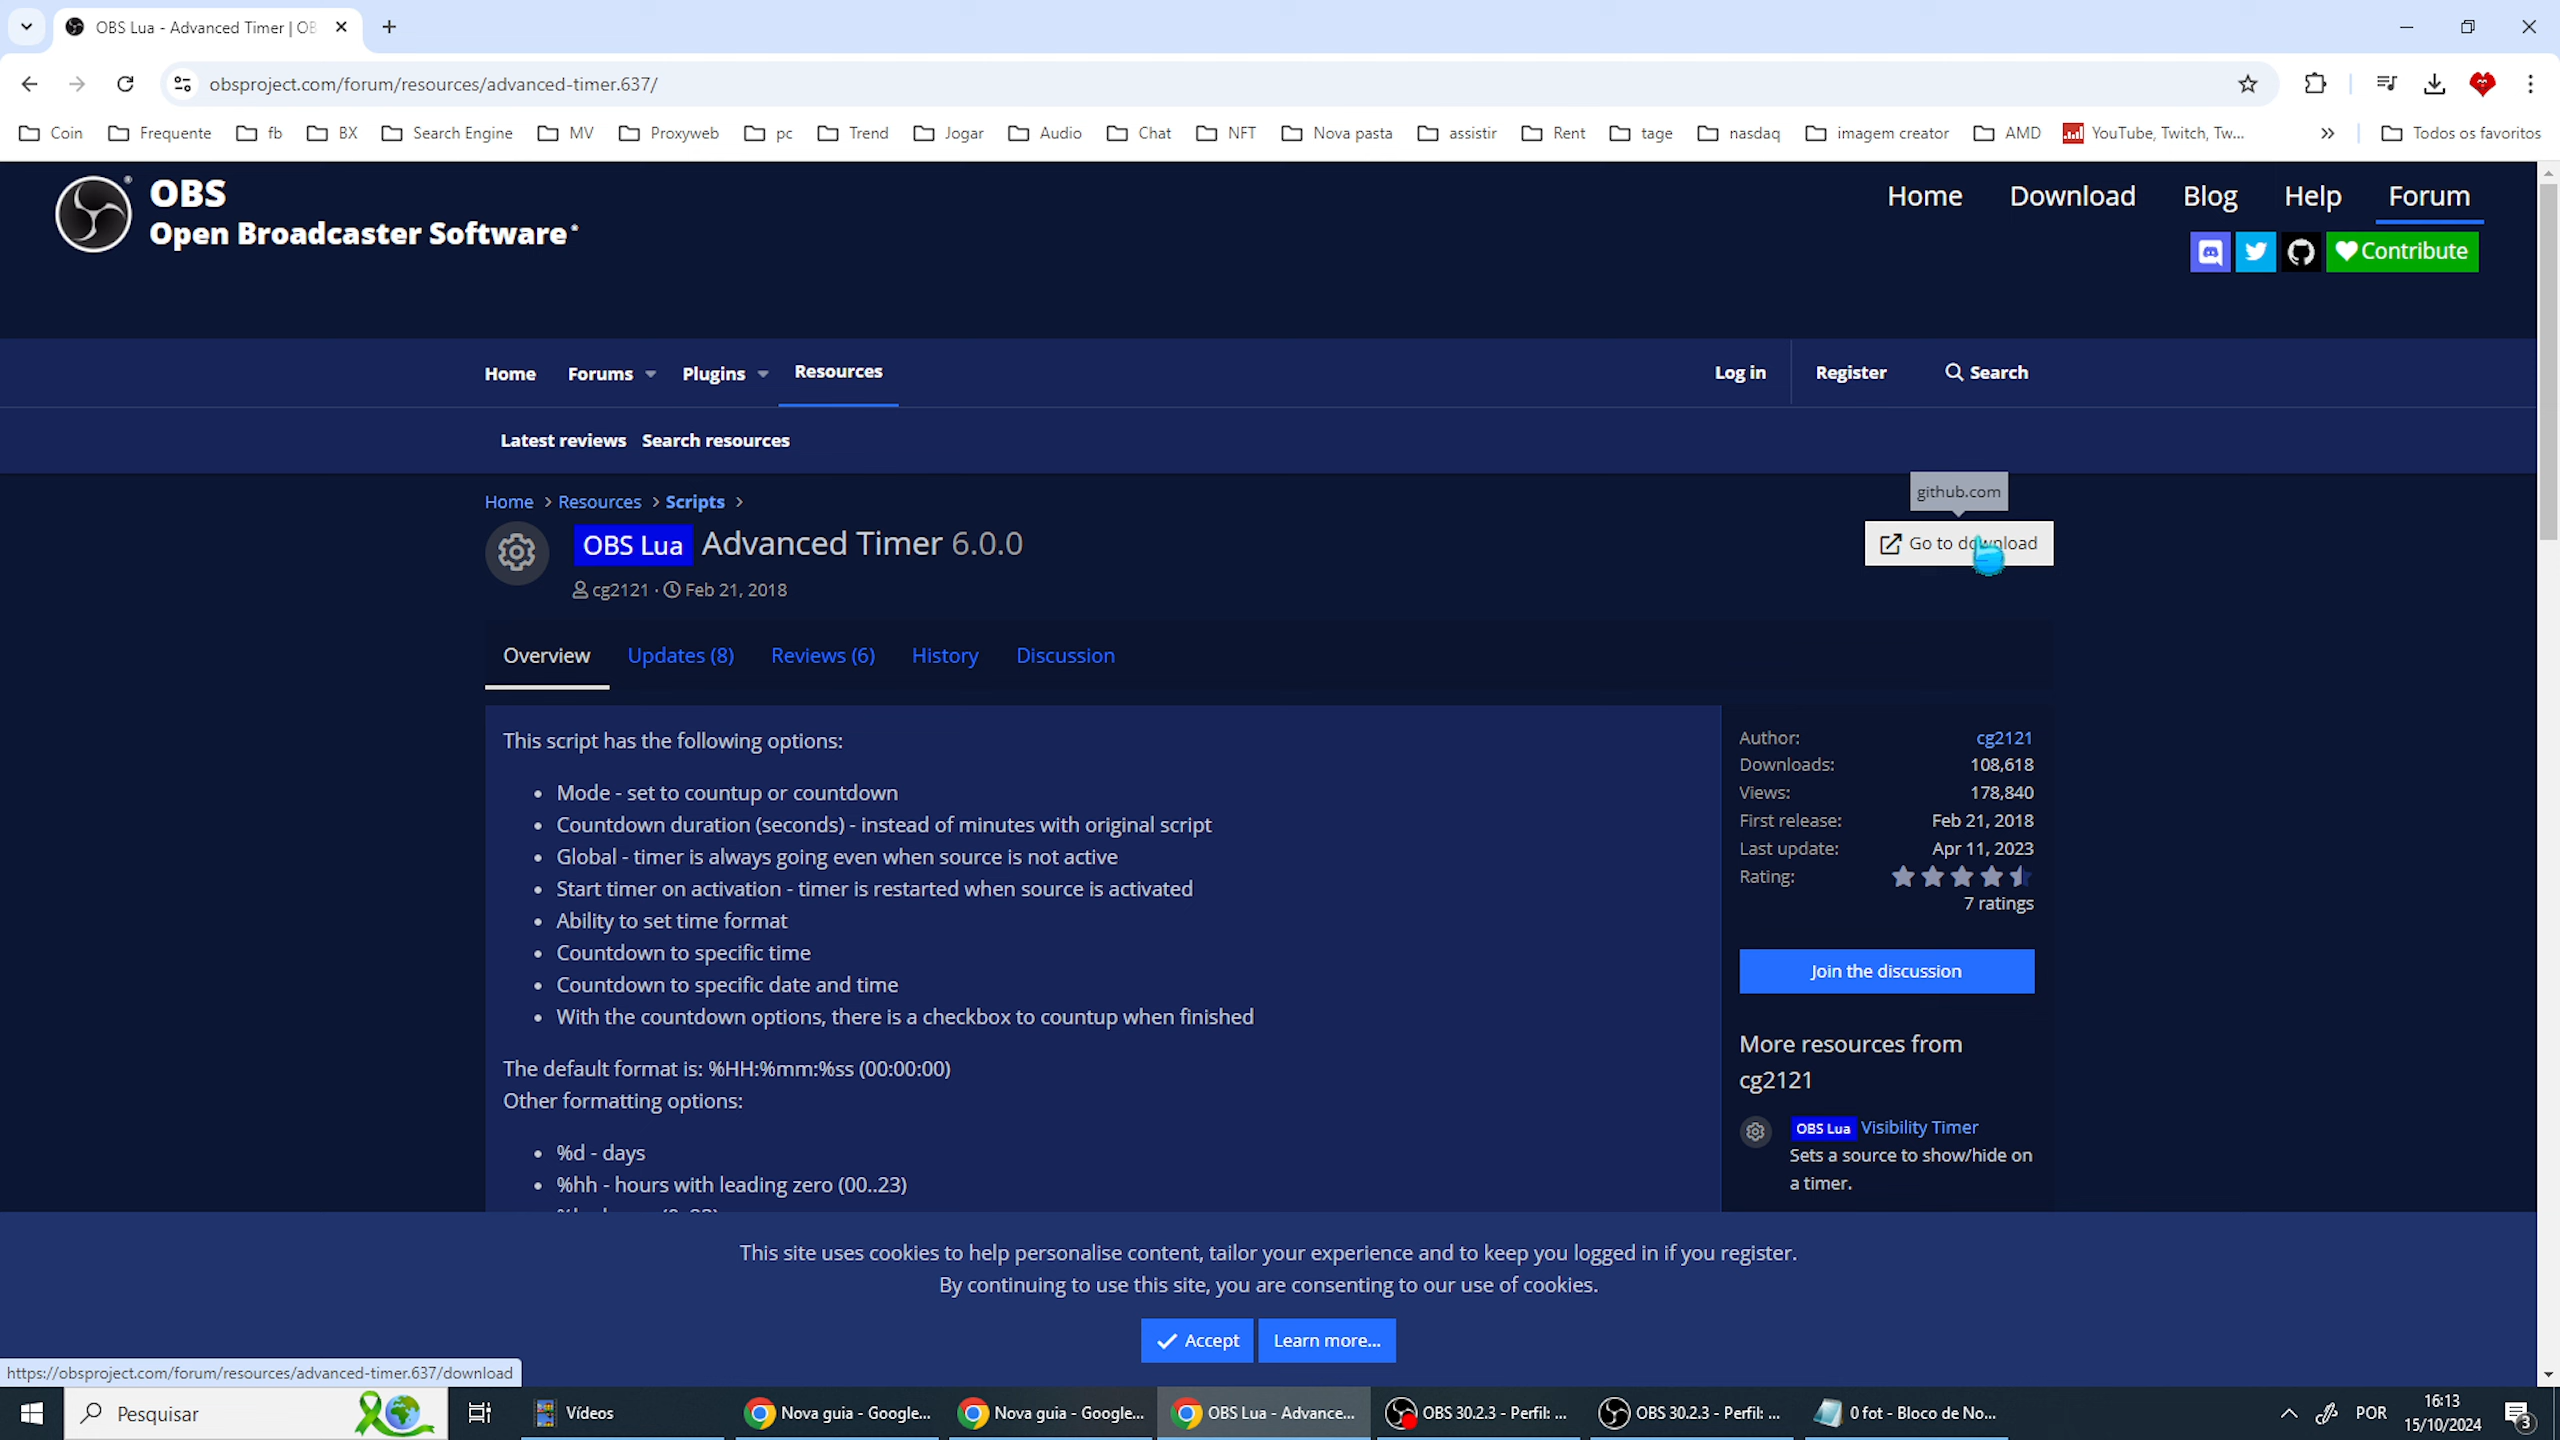 OBS Lua - Advanced Timer | OB
obsproject.com/forum/resources/advanced-timer.637/
Coin Frequente fb BX Search Engine MV Proxyweb pc Trend Jogar Audio Chat NFT Nova pasta assistir Rent tage nasdaq imagem creator AMD YouTube, Twitch, Tw... » Todos os favoritos
OBS
Open Broadcaster Software
Home Download Blog Help Forum
Contribute
Home Forums Plugins Resources Log in Register Search
Latest reviews Search resources
Home > Resources > Scripts >
github.com
OBS Lua Advanced Timer 6.0.0
Go to download
cg2121 · Feb 21, 2018
Overview Updates (8) Reviews (6) History Discussion
This script has the following options:
• Mode - set to countup or countdown
• Countdown duration (seconds) - instead of minutes with original script
• Global - timer is always going even when source is not active
• Start timer on activation - timer is restarted when source is activated
• Ability to set time format
• Countdown to specific time
• Countdown to specific date and time
• With the countdown options, there is a checkbox to countup when finished
The default format is: %HH:%mm:%ss (00:00:00)
Other formatting options:
• %d - days
• %hh - hours with leading zero (00..23)
Author: cg2121
Downloads: 108,618
Views: 178,840
First release: Feb 21, 2018
Last update: Apr 11, 2023
Rating:
7 ratings
Join the discussion
More resources from
cg2121
OBS Lua Visibility Timer
Sets a source to show/hide on
a timer.
This site uses cookies to help personalise content, tailor your experience and to keep you logged in if you register.
By continuing to use this site, you are consenting to our use of cookies.
Accept Learn more...
https://obsproject.com/forum/resources/advanced-timer.637/download
Pesquisar
Vídeos
Nova guia - Google...
Nova guia - Google...
OBS Lua - Advance...
OBS 30.2.3 - Perfil: ...
OBS 30.2.3 - Perfil: ...
0 fot - Bloco de No...
POR
16:13
15/10/2024
3